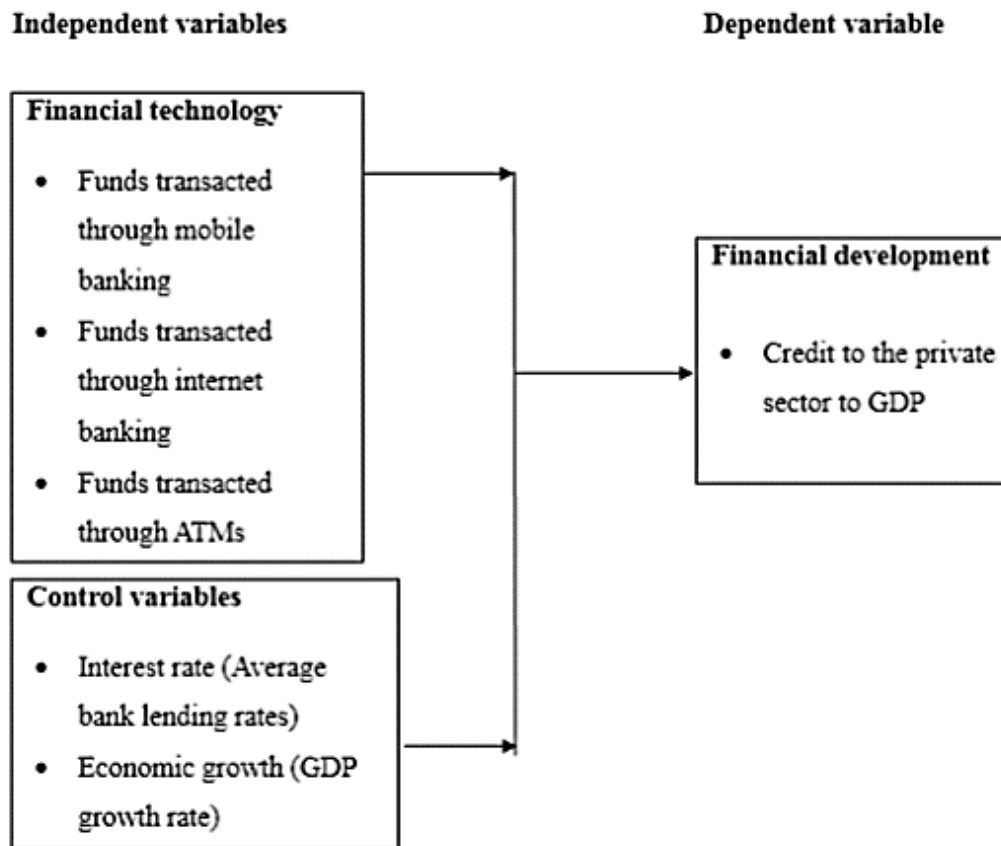 Independent variables
Dependent variable
Financial technology
• Funds transacted
through mobile
banking
• Funds transacted
through internet
banking
• Funds transacted
through ATMs
Control variables
• Interest rate (Average
bank lending rates)
• Economic growth (GDP
growth rate)
Financial development
• Credit to the private
sector to GDP